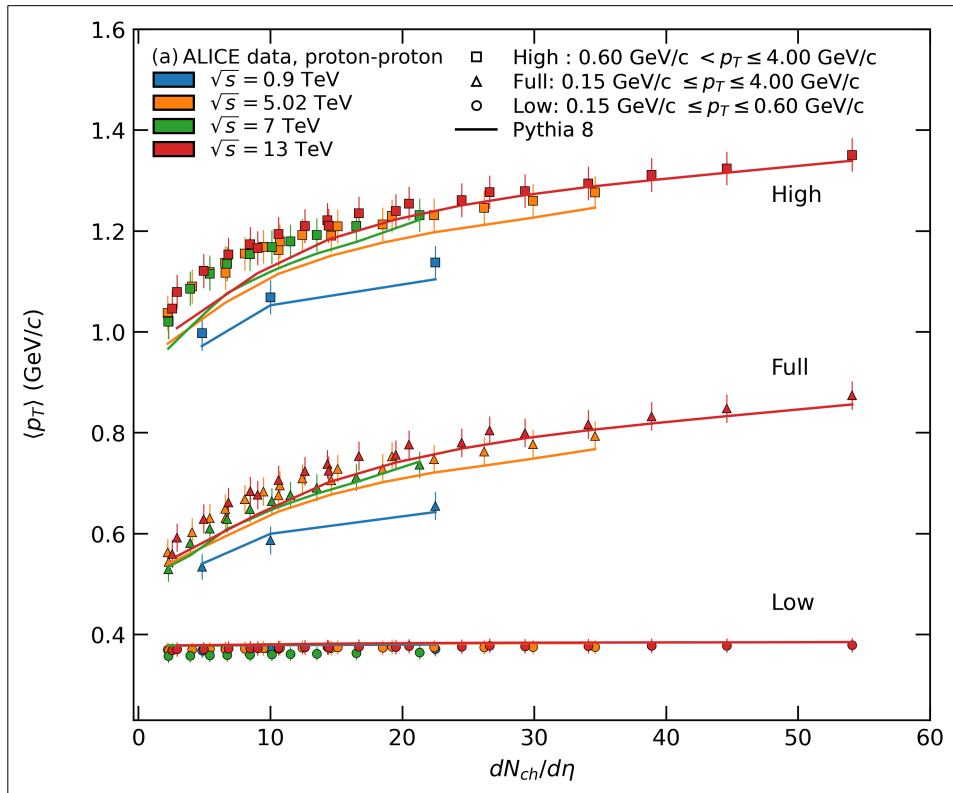 (a) ALICE data, proton-proton
√s = 0.9 TeV
√s = 5.02 TeV
√s = 7 TeV
√s = 13 TeV
High : 0.60 GeV/c < p_T ≤ 4.00 GeV/c
Full: 0.15 GeV/c ≤ p_T ≤ 4.00 GeV/c
Low: 0.15 GeV/c ≤ p_T ≤ 0.60 GeV/c
Pythia 8
High
Full
Low
⟨p_T⟩ (GeV/c)
1.6
1.4
1.2
1.0
0.8
0.6
0.4
0 10 20 30 40 50 60
dN_ch/dη